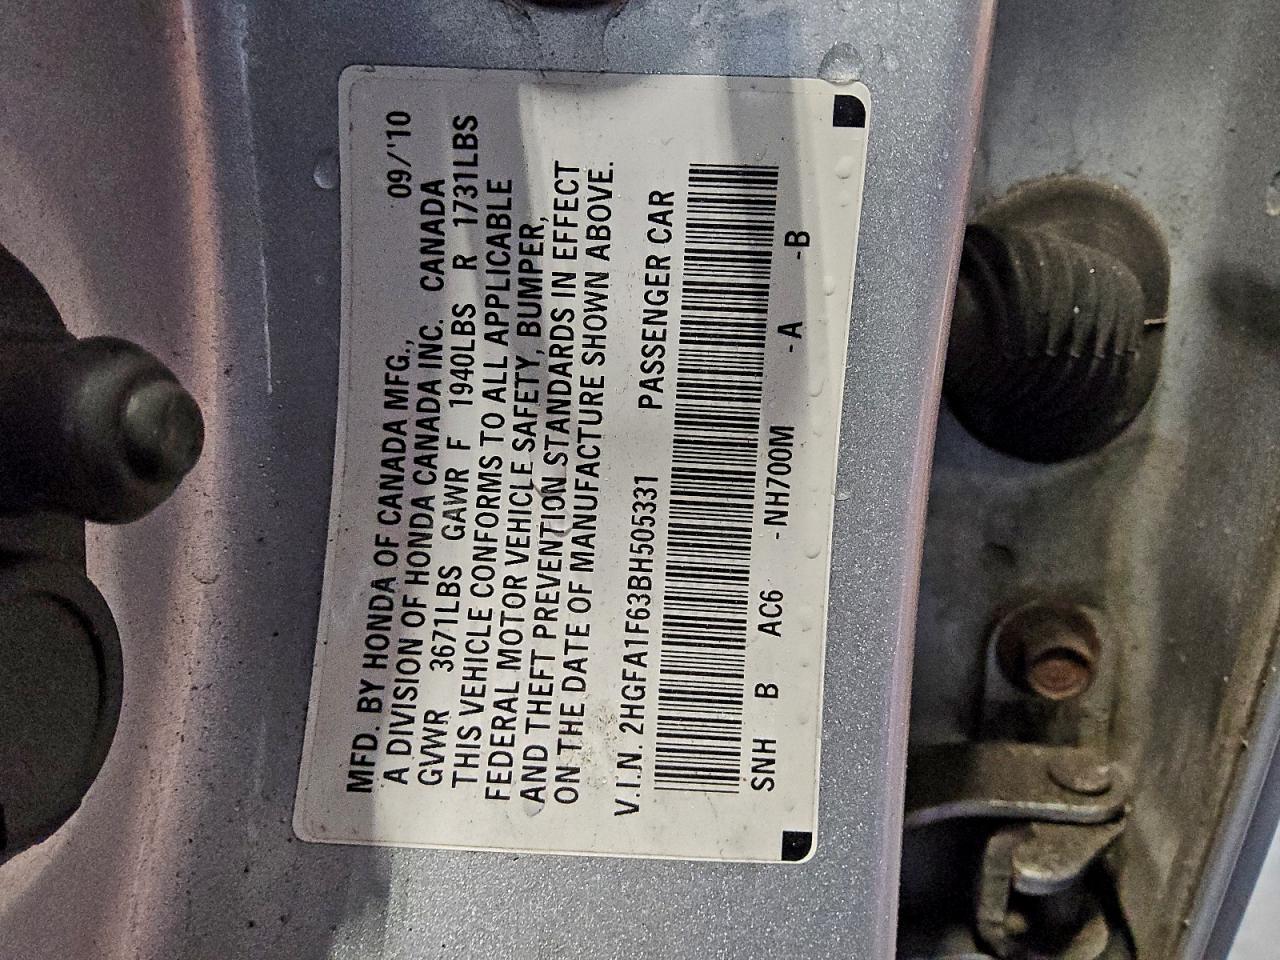 MFD. BY HONDA OF CANADA MFG., 09/'10
A DIVISION OF HONDA CANADA INC. CANADA
GVWR 3671LBS GAWR F 1940LBS R 1731LBS
THIS VEHICLE CONFORMS TO ALL APPLICABLE
FEDERAL MOTOR VEHICLE SAFETY, BUMPER,
AND THEFT PREVENTION STANDARDS IN EFFECT
ON THE DATE OF MANUFACTURE SHOWN ABOVE.
V.I.N. 2HGFA1F63BH505331 PASSENGER CAR
SNH B AC6 -NH700M -A -B